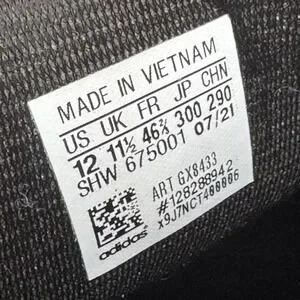 MADE IN VIETNAM
US UK FR JP CHN
12 11½ 46⅔ 300 290
SHW 675001 07/21
ART GX8433
#128288942
x9J7NCT400006
adidas